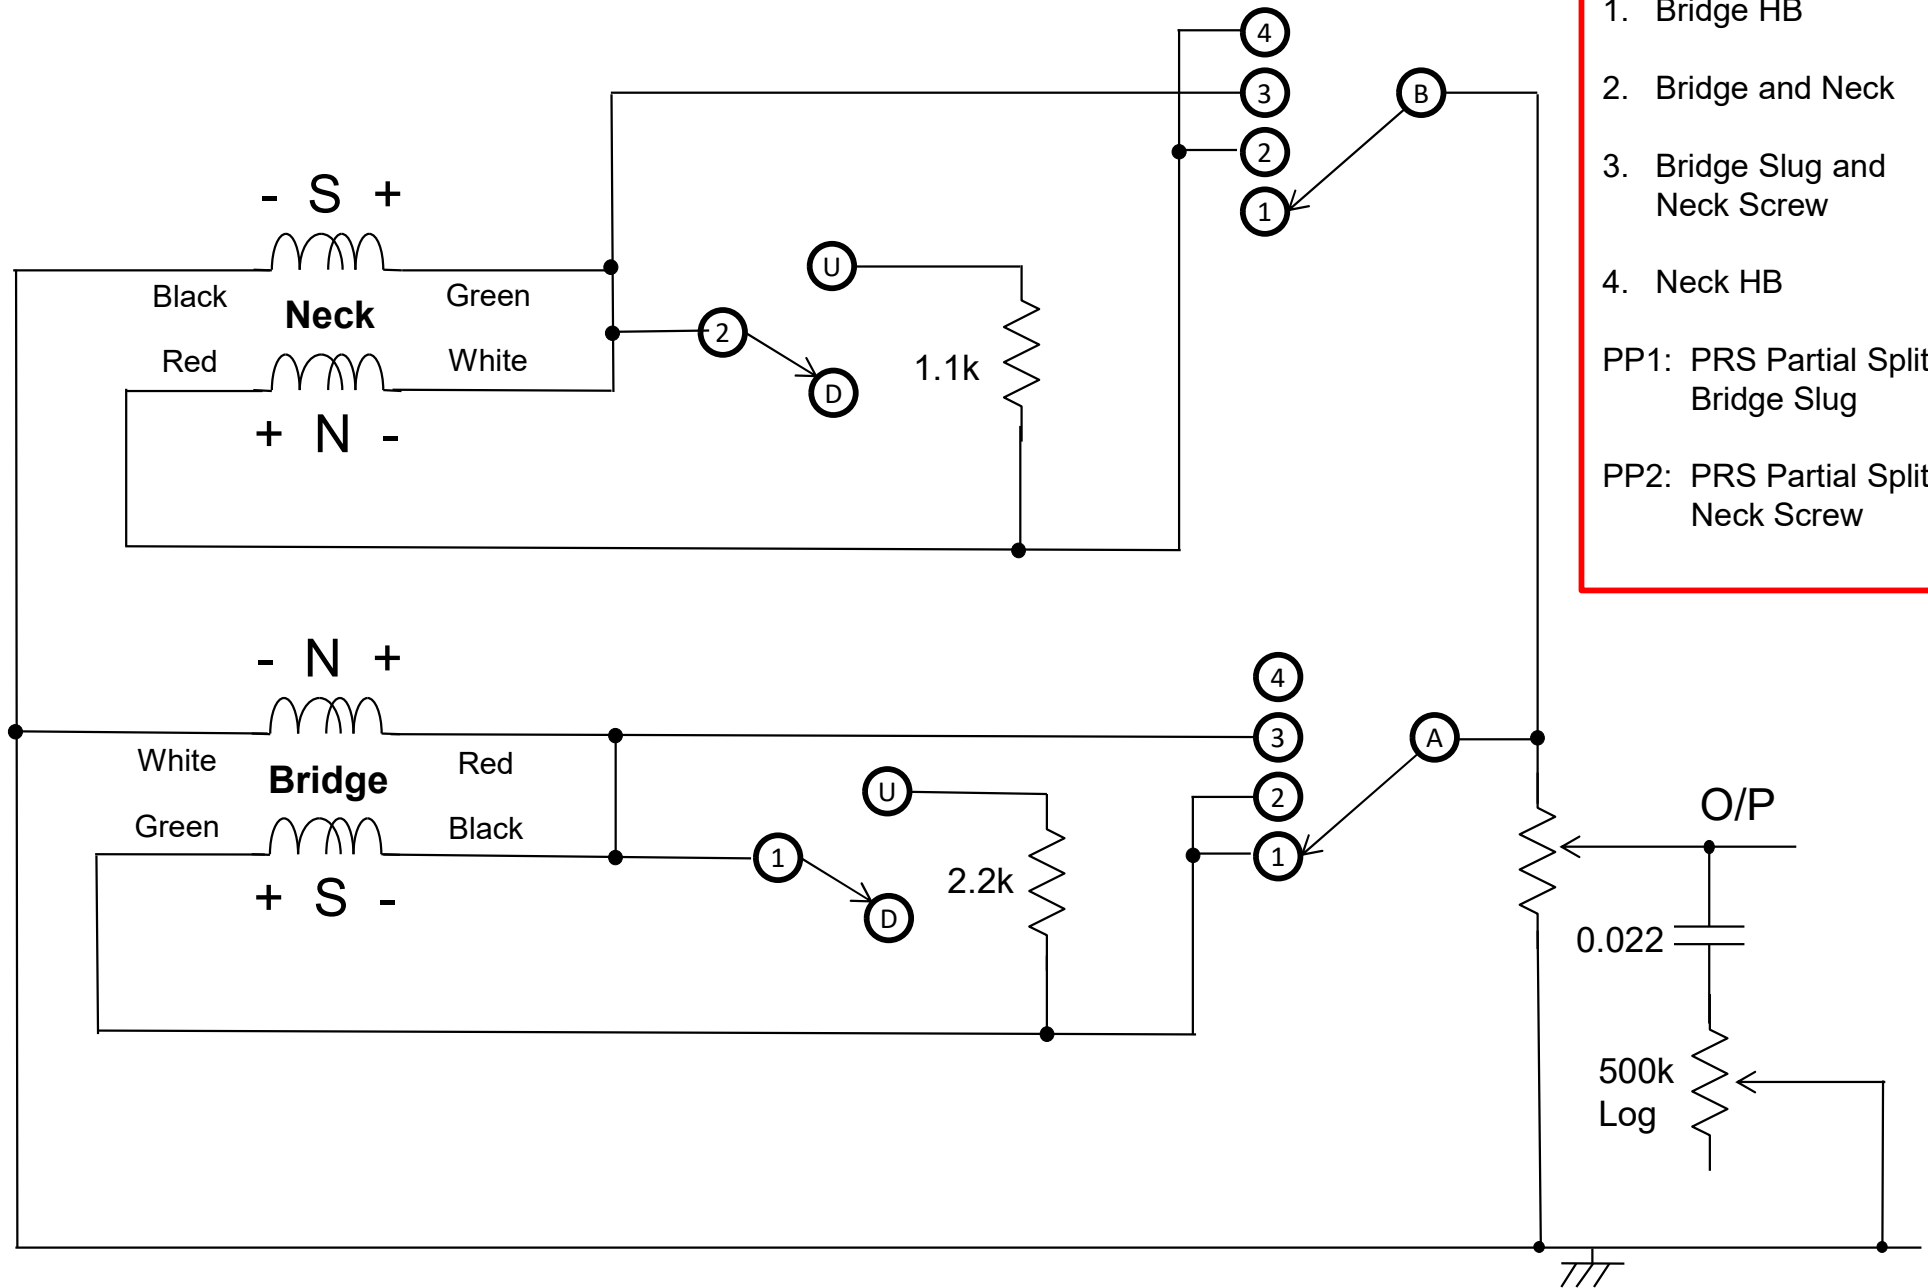 1. Bridge HB
2. Bridge and Neck
3. Bridge Slug and
Neck Screw
4. Neck HB
PP1: PRS Partial Split
Bridge Slug
PP2: PRS Partial Split
Neck Screw
4
3
B
2
1
- S +
Black
Green
Neck
Red
White
+ N -
U
2
D
1.1k
- N +
White
Red
Bridge
Green
Black
+ S -
U
1
D
2.2k
4
3
A
2
1
O/P
0.022
500k
Log